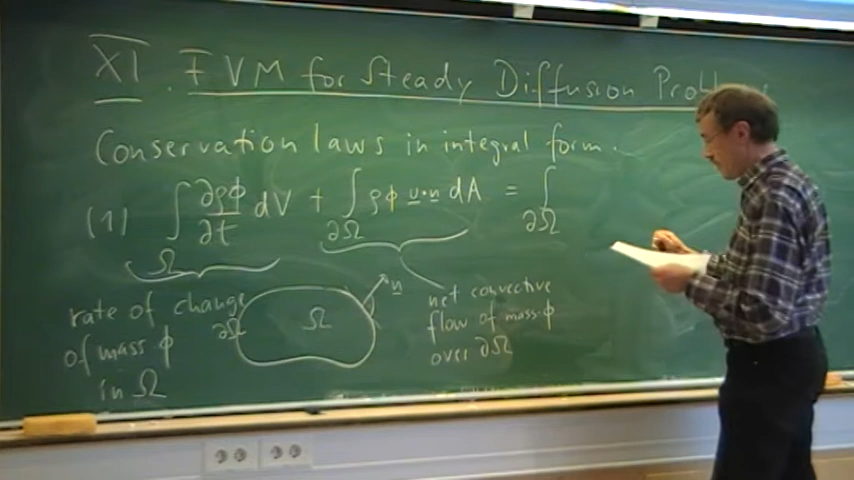 XI. FVM for Steady Diffusion
Conservation laws in integral form.
(1) ∫_Ω ∂ρϕ/∂t dV + ∫_∂Ω ρϕ u·n dA = ∫_∂Ω
rate of change
of mass ϕ
in Ω
∂Ω
Ω
n
net convective
flow of mass ϕ
over ∂Ω